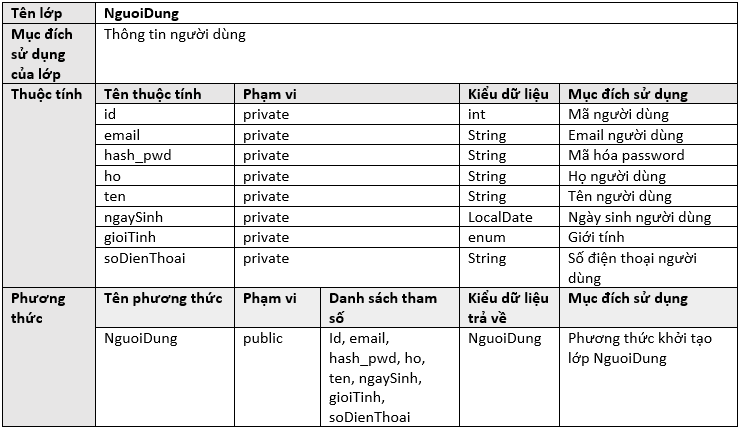 Tên lớp NguoiDung
Mục đích Thông tin người dùng
sử dụng
của lớp
Thuộc tính Tên thuộc tính Phạm vi Kiểu dữ liệu Mục đích sử dụng
id private int Mã người dùng
email private String Email người dùng
hash_pwd private String Mã hóa password
ho private String Họ người dùng
ten private String Tên người dùng
ngaySinh private LocalDate Ngày sinh người dùng
gioiTinh private enum Giới tính
soDienThoai private String Số điện thoại người
dùng
Phương Tên phương thức Phạm vi Danh sách tham Kiểu dữ liệu Mục đích sử dụng
thức số trả về
NguoiDung public Id, email, NguoiDung Phương thức khởi tạo
hash_pwd, ho, lớp NguoiDung
ten, ngaySinh,
gioiTinh,
soDienThoai